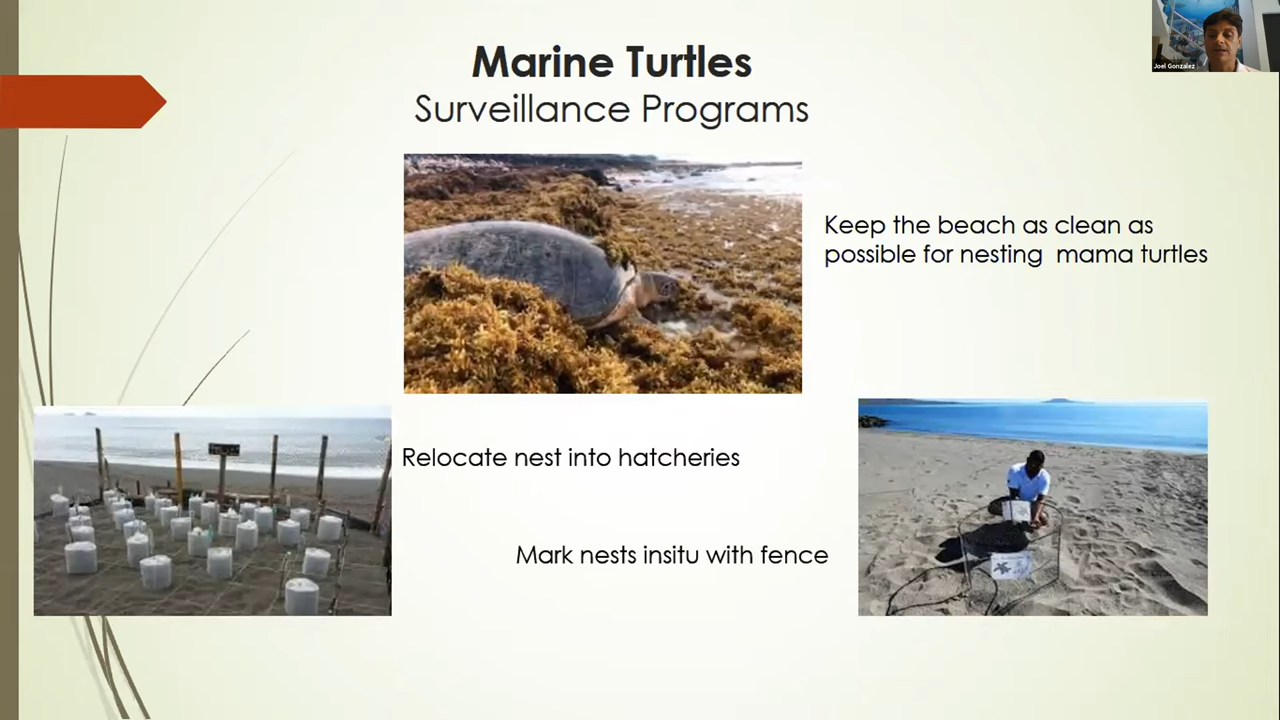 Marine Turtles
Surveillance Programs
Joel Gonzalez
Keep the beach as clean as
possible for nesting  mama turtles
Relocate nest into hatcheries
Mark nests insitu with fence